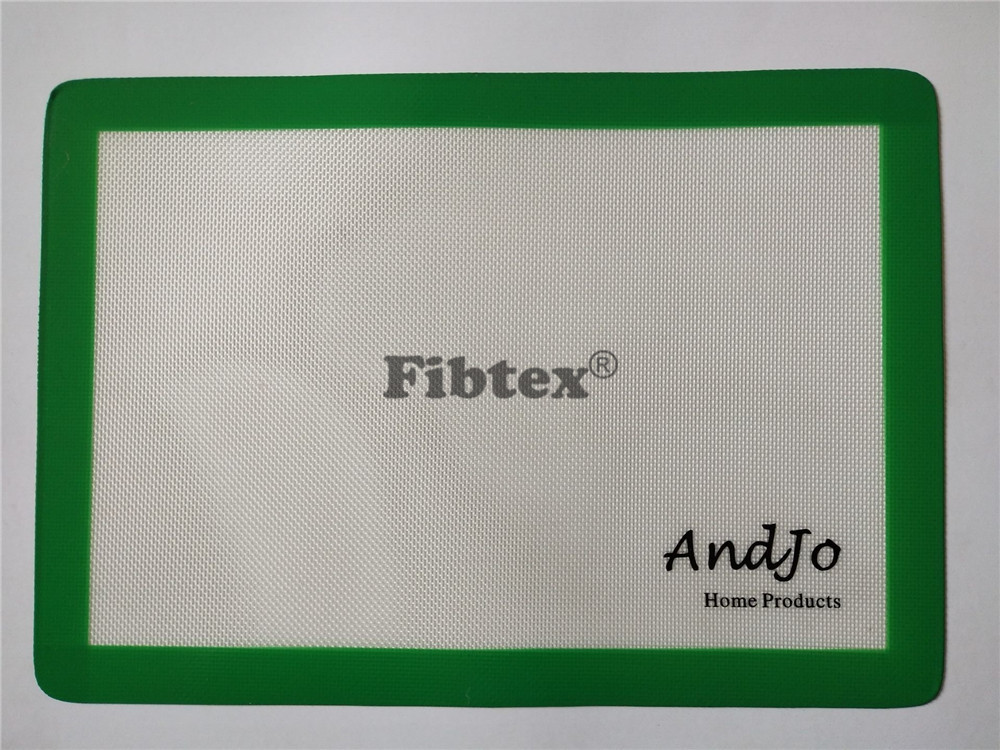 Fibtex®
AndJo
Home Products